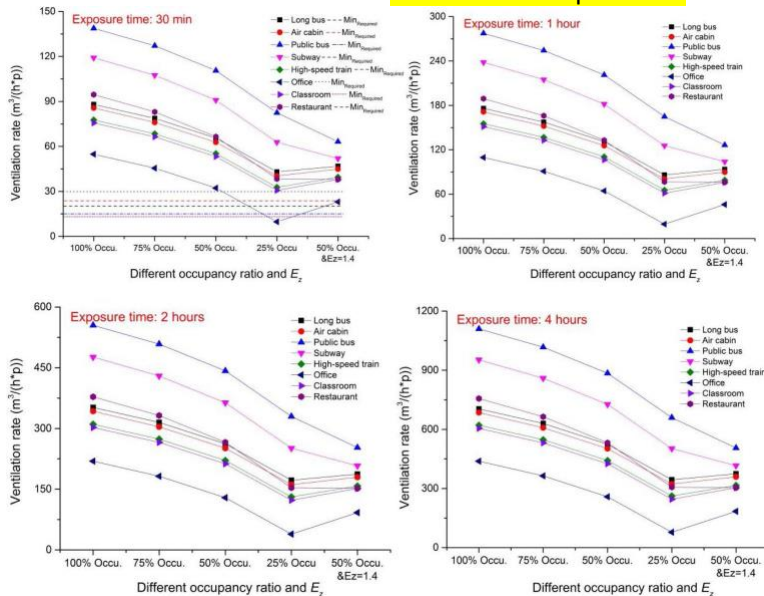 Exposure time: 30 min
Long bus --- Min_Required
Air cabin --- Min_Required
Public bus --- Min_Required
Subway --- Min_Required
High-speed train --- Min_Required
Office ······ Min_Required
Classroom ······ Min_Required
Restaurant ---- Min_Required
Ventilation rate (m³/(h*p))
150
120
90
60
30
0
100% Occu.
75% Occu.
50% Occu.
25% Occu.
50% Occu.
&Ez=1.4
Different occupancy ratio and E_z
Exposure time: 1 hour
Long bus
Air cabin
Public bus
Subway
High-speed train
Office
Classroom
Restaurant
Ventilation rate (m³/(h*p))
300
240
180
120
60
0
100% Occu.
75% Occu.
50% Occu.
25% Occu
50% Occu.
&Ez=1.4
Different occupancy ratio and E_z
Exposure time: 2 hours
Long bus
Air cabin
Public bus
Subway
High-speed train
Office
Classroom
Restaurant
Ventilation rate (m³/(h*p))
600
450
300
150
0
100% Occu.
75% Occu.
50% Occu.
25% Occu
50% Occu.
&Ez=1.4
Different occupancy ratio and E_z
Exposure time: 4 hours
Long bus
Air cabin
Public bus
Subway
High-speed train
Office
Classroom
Restaurant
Ventilation rate (m³/(h*p))
1200
900
600
300
0
100% Occu.
75% Occu.
50% Occu.
25% Occu
50% Occu.
&Ez=1.4
Different occupancy ratio and E_z